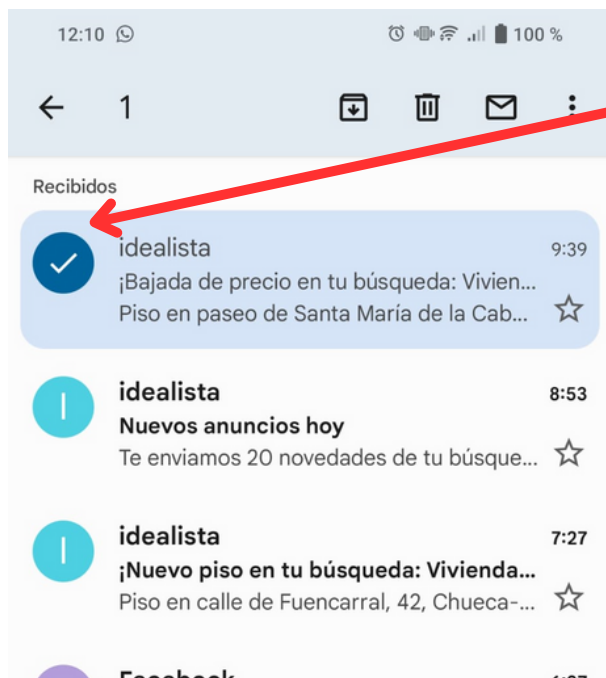 12:10 100 %
1
Recibidos
idealista 9:39
¡Bajada de precio en tu búsqueda: Vivien...
Piso en paseo de Santa María de la Cab...
I idealista 8:53
Nuevos anuncios hoy
Te enviamos 20 novedades de tu búsque...
I idealista 7:27
¡Nuevo piso en tu búsqueda: Vivienda...
Piso en calle de Fuencarral, 42, Chueca-...
Facebook